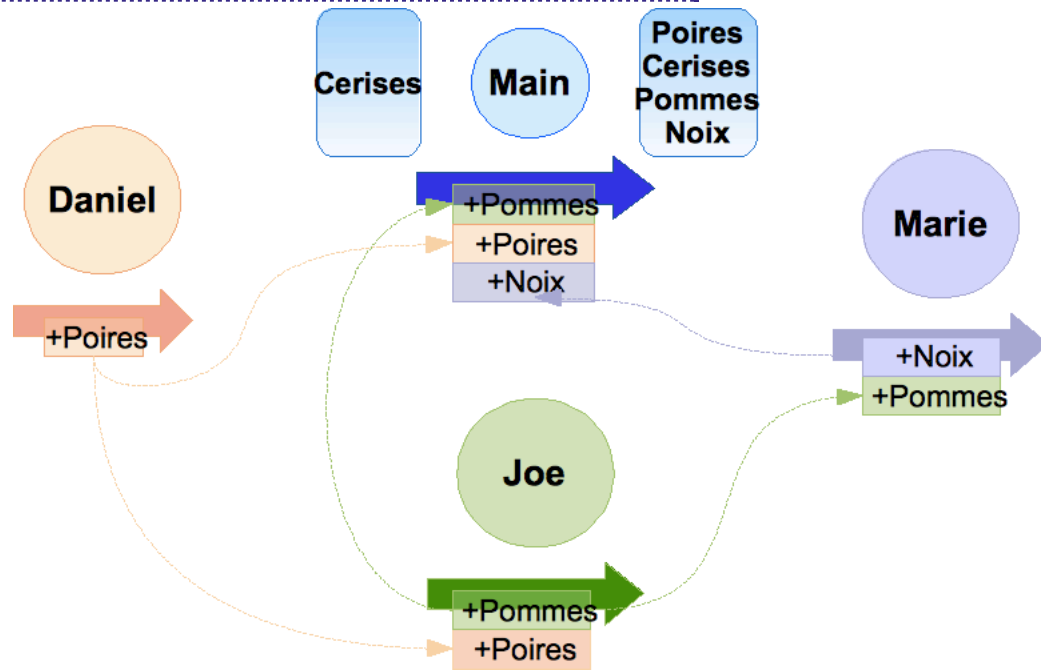 Cerises
Main
Poires
Cerises
Pommes
Noix
Daniel
+Pommes
+Poires
+Noix
Marie
+Poires
+Noix
+Pommes
Joe
+Pommes
+Poires